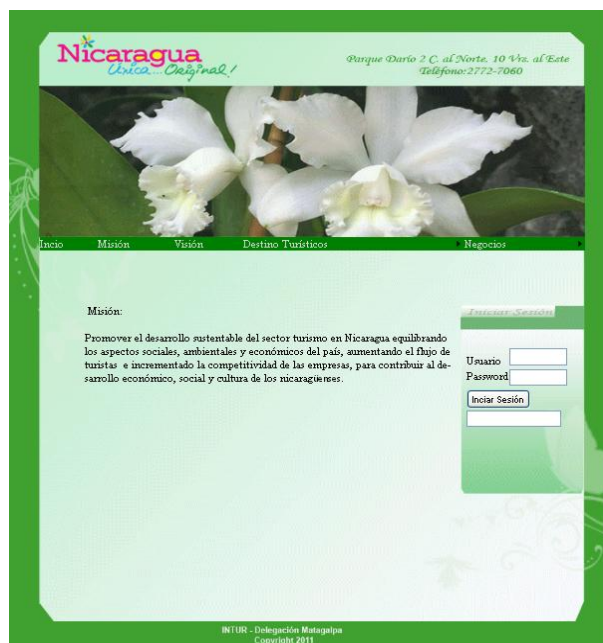 Nicaragua
Unica...Original!
Parque Darío 2 C. al Norte. 10 Vrs. al Este
Teléfono:2772-7060
Incio Misión Visión Destino Turísticos Negocios
Misión:
Iniciar Sesión
Promover el desarrollo sustentable del sector turismo en Nicaragua equilibrando
los aspectos sociales, ambientales y económicos del país, aumentando el flujo de
turistas e incrementado la competitividad de las empresas, para contribuir al de-
sarrollo económico, social y cultura de los nicaragüenses.
Usuario
Password
Inciar Sesión
INTUR - Delegación Matagalpa
Copyright 2011